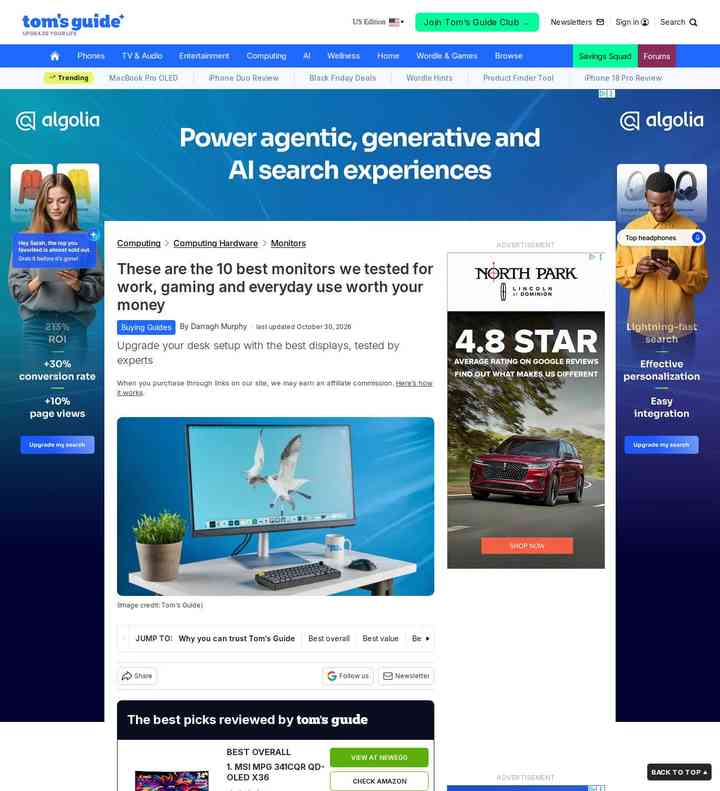 tom's guide
UPGRADE YOUR LIFE
US Edition
Join Tom's Guide Club →
Newsletters
Sign in
Search
Phones
TV & Audio
Entertainment
Computing
AI
Wellness
Home
Wordle & Games
Browse
Savings Squad
Forums
Trending
MacBook Pro OLED
iPhone Duo Review
Black Friday Deals
Wordle Hints
Product Finder Tool
iPhone 18 Pro Review
algolia
Power agentic, generative and
AI search experiences
algolia
Hey Sarah, the top you
favorited is almost sold out.
Grab it before it's gone!
213%
ROI
+30%
conversion rate
+10%
page views
Upgrade my search
Top headphones
Lightning-fast
search
Effective
personalization
Easy
integration
Upgrade my search
Computing
Computing Hardware
Monitors
These are the 10 best monitors we tested for
work, gaming and everyday use worth your
money
Buying Guides
By Darragh Murphy
last updated October 30, 2026
Upgrade your desk setup with the best displays, tested by
experts
When you purchase through links on our site, we may earn an affiliate commission. Here's how
it works.
(Image credit: Tom's Guide)
JUMP TO:
Why you can trust Tom's Guide
Best overall
Best value
Be
Share
Follow us
Newsletter
The best picks reviewed by tom's guide
BEST OVERALL
1. MSI MPG 341CQR QD-
OLED X36
VIEW AT NEWEGG
CHECK AMAZON
34"
ADVERTISEMENT
NORTH PARK
LINCOLN
AT DOMINION
4.8 STAR
AVERAGE RATING ON GOOGLE REVIEWS
FIND OUT WHAT MAKES US DIFFERENT
SHOP NOW
ADVERTISEMENT
BACK TO TOP